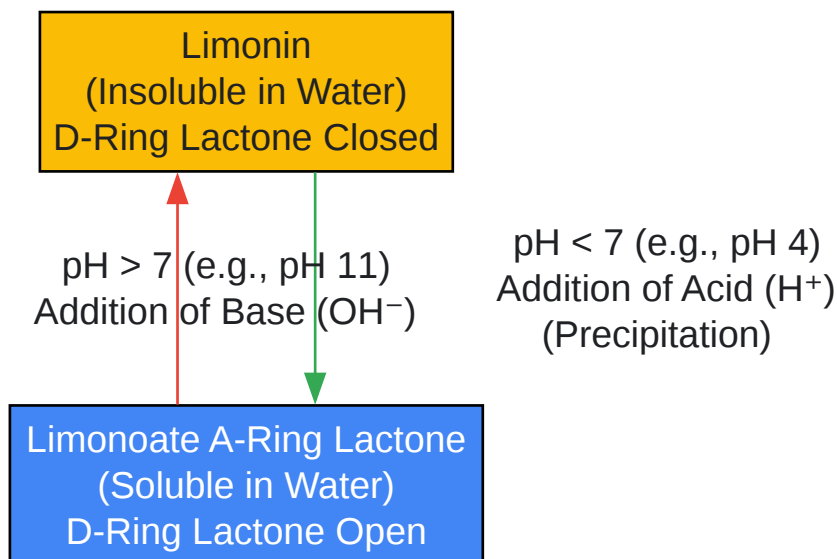 Limonin
(Insoluble in Water)
D-Ring Lactone Closed
pH > 7 (e.g., pH 11)
Addition of Base (OH⁻)
pH < 7 (e.g., pH 4)
Addition of Acid (H⁺)
(Precipitation)
Limonoate A-Ring Lactone
(Soluble in Water)
D-Ring Lactone Open